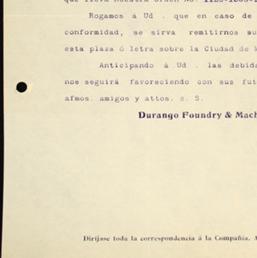 que lleva nuestra orden No.
Rogamos á Ud . que en caso de
conformidad, se sirva remitirnos su
esta plaza ó letra sobre la Ciudad de M
Anticipando á Ud . las debida
nos seguirá favoreciendo con sus fu
afmos. amigos y attos. s. S.
Durango Foundry & Mach
Diríjase toda la correspondencia á la Compañía. A